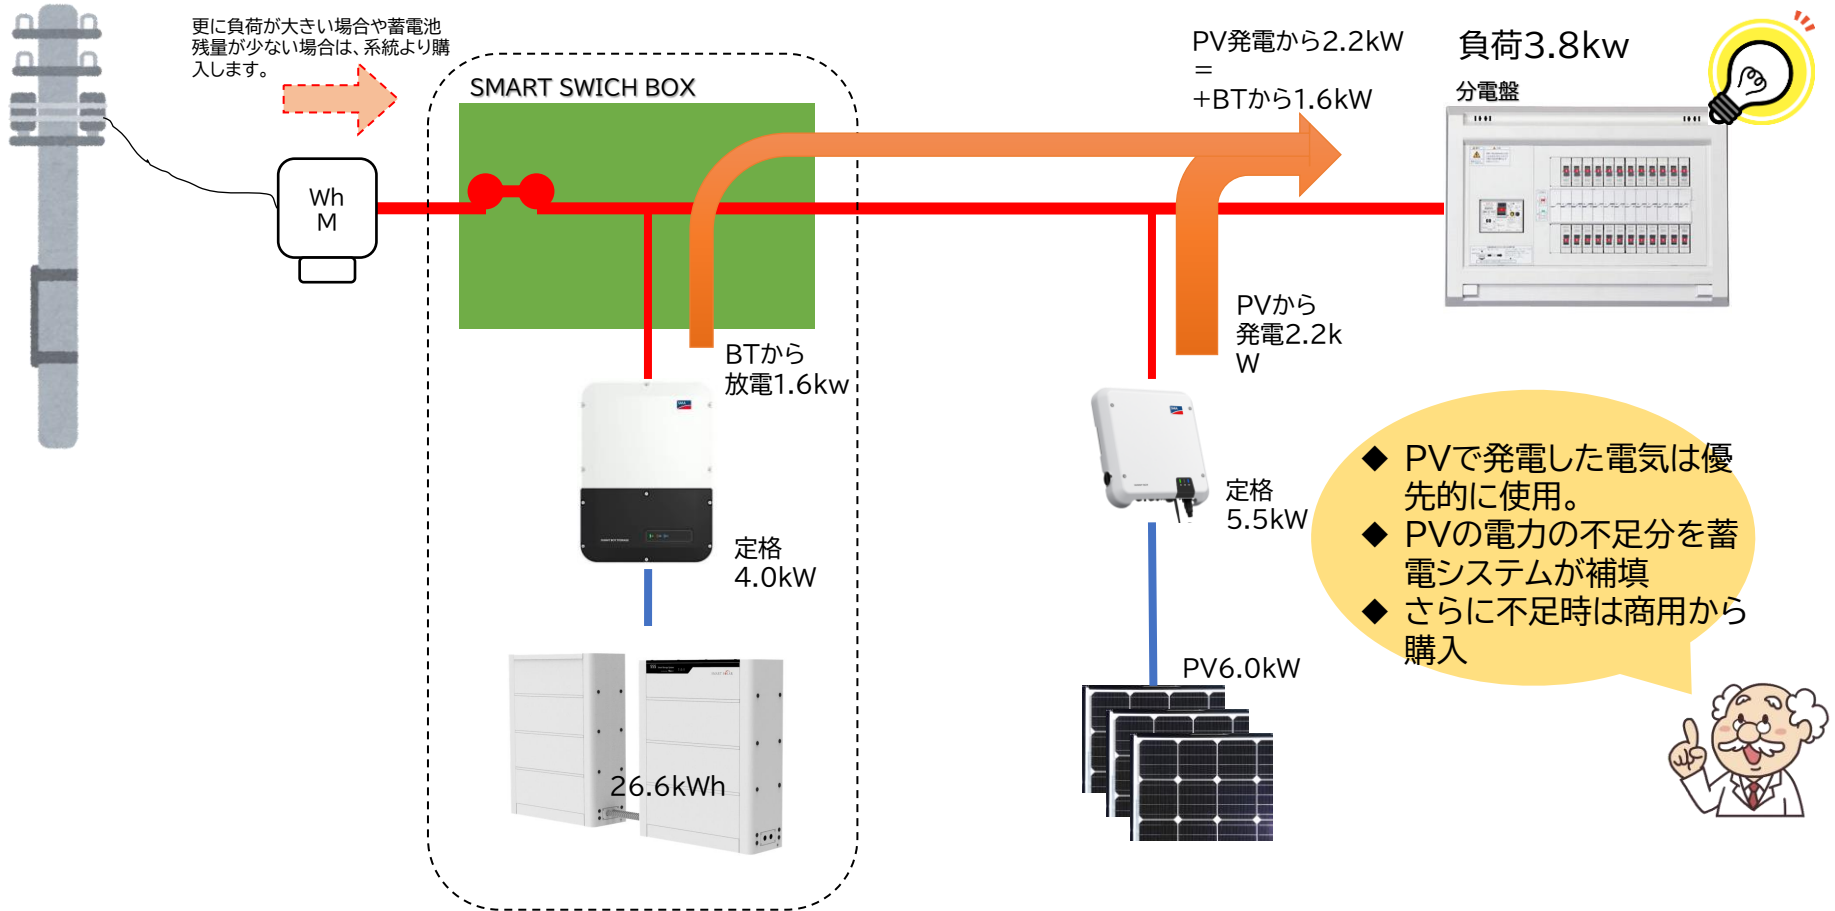 更に負荷が大きい場合や蓄電池
残量が少ない場合は、系統より購
入します。
SMART SWICH BOX
PV発電から2.2kW
=
+BTから1.6kW
負荷3.8kw
分電盤
Wh
M
BTから
放電1.6kw
PVから
発電2.2k
W
定格
4.0kW
定格
5.5kW
◆ PVで発電した電気は優
先的に使用。
◆ PVの電力の不足分を蓄
電システムが補填
◆ さらに不足時は商用から
購入
PV6.0kW
26.6kWh